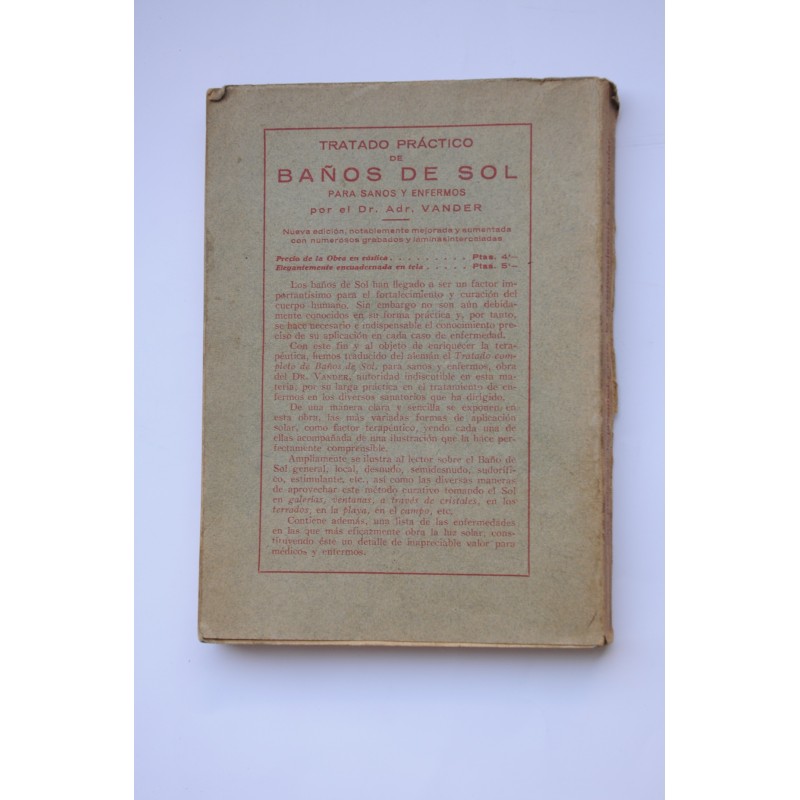 TRATADO PRÁCTICO
DE
BAÑOS DE SOL
PARA SANOS Y ENFERMOS
por el Dr. Adr. VANDER
Nueva edición, notablemente mejorada y aumentada
con numerosos grabados y láminas intercaladas
Precio de la Obra en rústica . . . . . . . . . Ptas. 4'—
Elegantemente encuadernada en tela . . . . . Ptas. 5'—
Los baños de Sol han llegado a ser un factor im-
portantísimo para el fortalecimiento y curación del
cuerpo humano. Sin embargo no son aún debida-
mente conocidos en su forma práctica y, por tanto,
se hace necesario e indispensable el conocimiento pre-
ciso de su aplicación en cada caso de enfermedad.
Con este fin y al objeto de enriquecer la tera-
péutica, hemos traducido del alemán el Tratado com-
pleto de Baños de Sol, para sanos y enfermos, obra
del DR. VANDER, autoridad indiscutible en esta ma-
teria, por su larga práctica en el tratamiento de en-
fermos en los diversos sanatorios que ha dirigido.
De una manera clara y sencilla se exponen en
esta obra, las más variadas formas de aplicación
solar, como factor terapéutico, yendo cada una de
ellas acompañada de una ilustración que la hace per-
fectamente comprensible.
Ampliamente se ilustra al lector sobre el Baño de
Sol general, local, desnudo, semidesnudo, sudorífi-
co, estimulante, etc., así como las diversas maneras
de aprovechar este método curativo tomando el Sol
en galerías, ventanas, a través de cristales, en los
terrados, en la playa, en el campo, etc.
Contiene además, una lista de las enfermedades
en las que más eficazmente obra la luz solar; cons-
tituyendo éste un detalle de inapreciable valor para
médicos y enfermos.